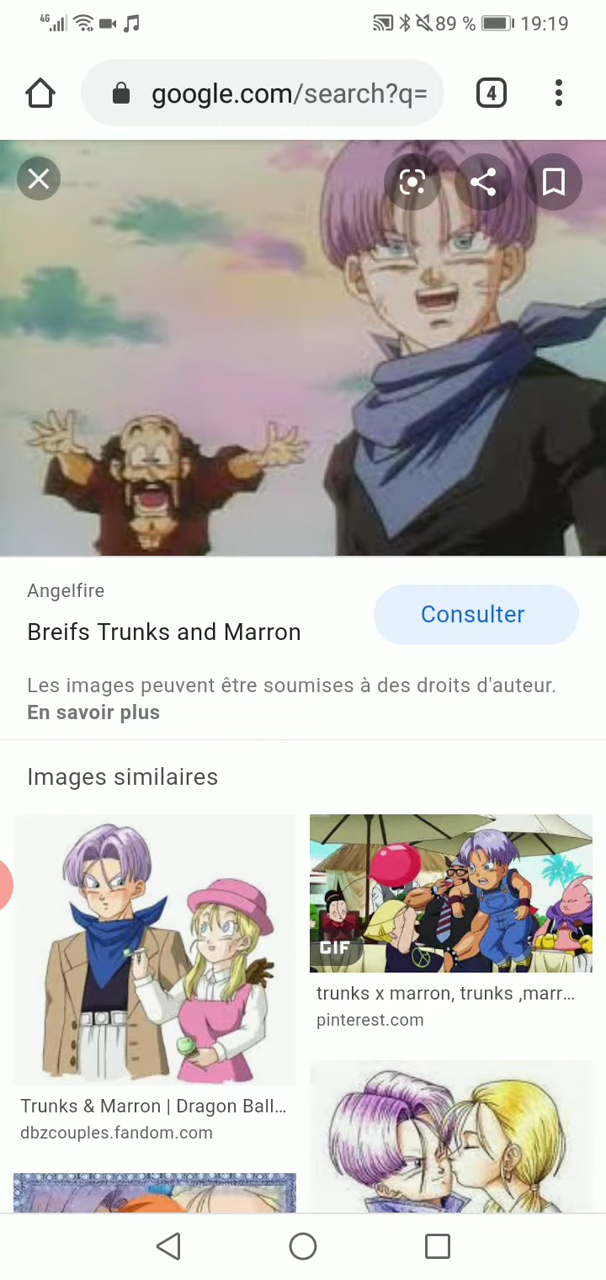 4G 89 % 19:19
google.com/search?q=
4
Angelfire
Breifs Trunks and Marron
Consulter
Les images peuvent être soumises à des droits d'auteur.
En savoir plus
Images similaires
GIF
trunks x marron, trunks ,marr...
pinterest.com
Trunks & Marron | Dragon Ball...
dbzcouples.fandom.com